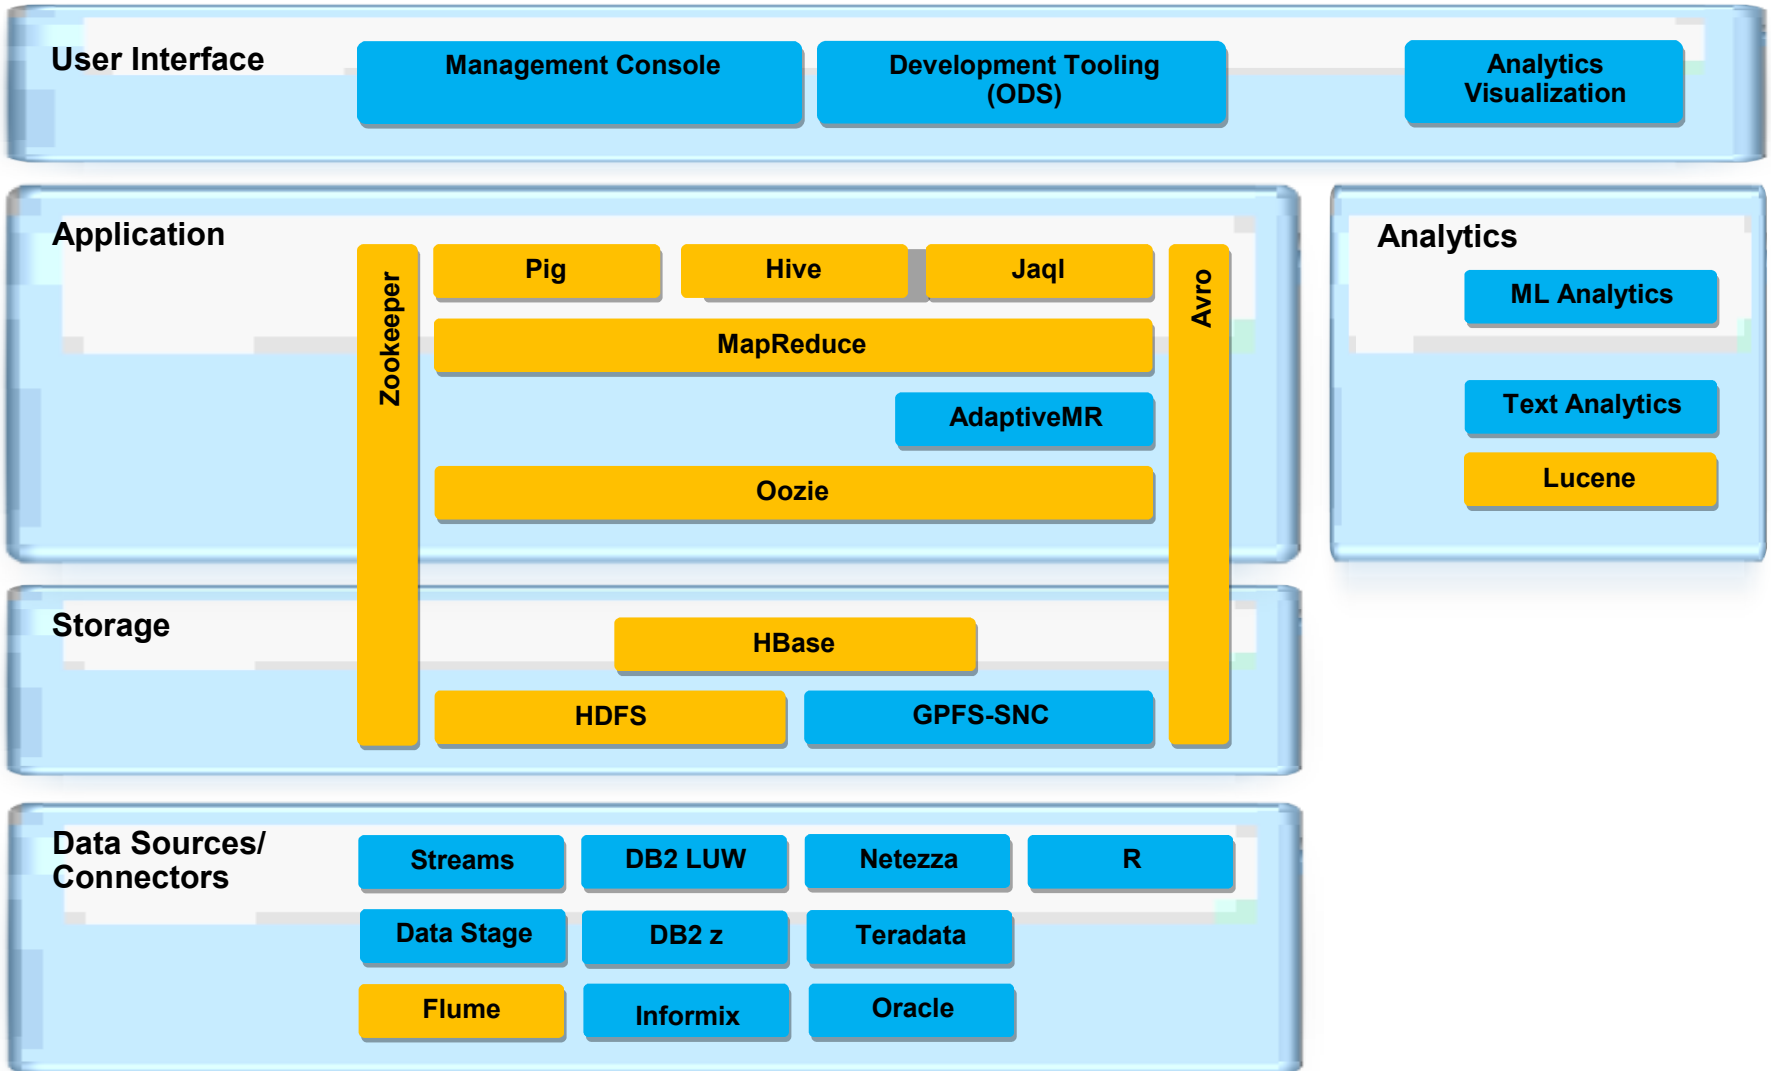 User Interface
Management Console
Development Tooling
(ODS)
Analytics
Visualization
Application
Zookeeper
Pig
Hive
Jaql
Avro
MapReduce
AdaptiveMR
Oozie
Analytics
ML Analytics
Text Analytics
Lucene
Storage
HBase
HDFS
GPFS-SNC
Data Sources/
Connectors
Streams
DB2 LUW
Netezza
R
Data Stage
DB2 z
Teradata
Flume
Informix
Oracle